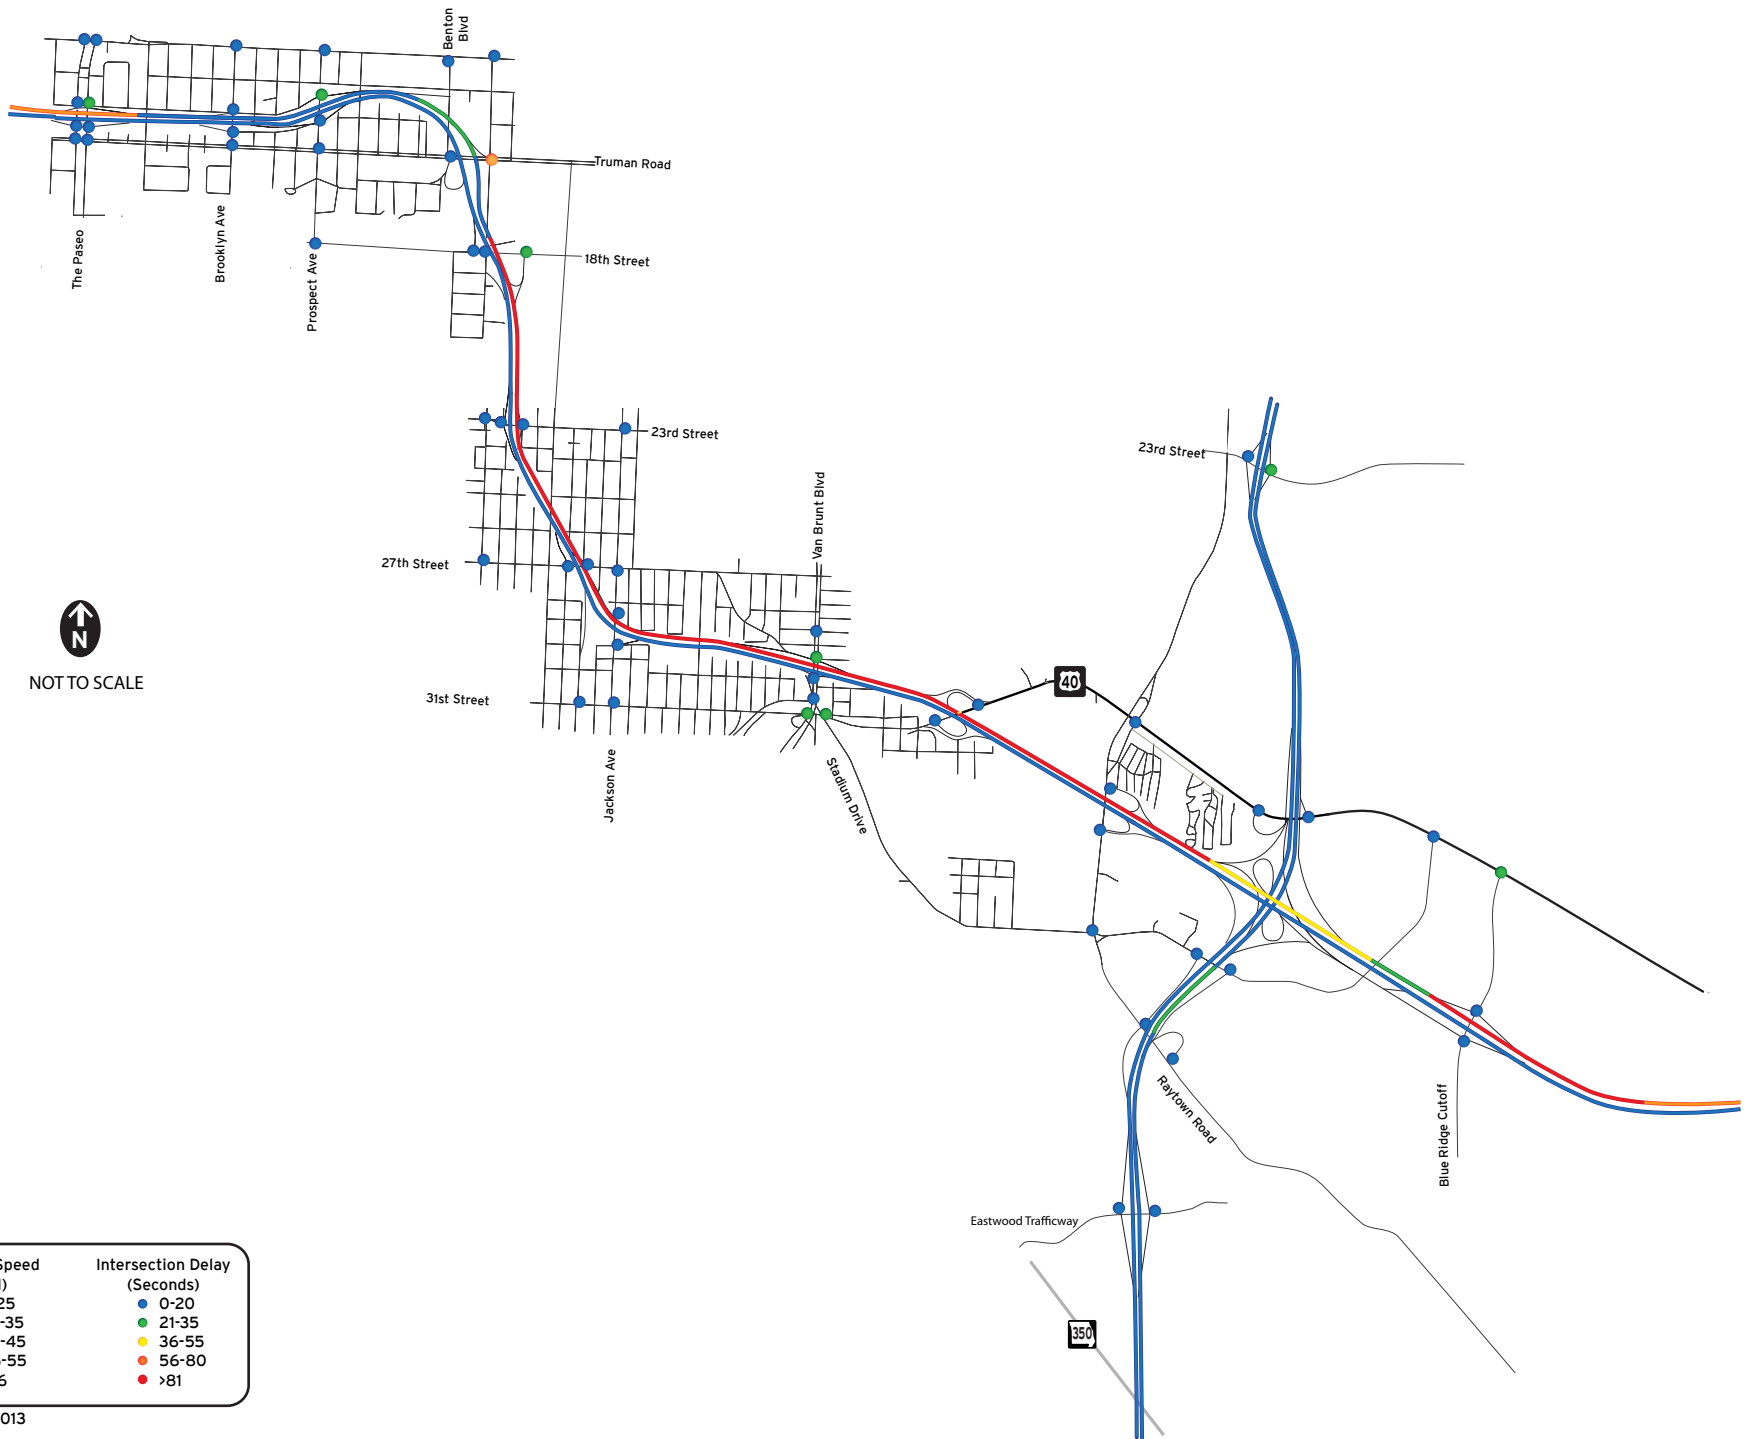 Benton
Blvd
Truman Road
The Paseo
Brooklyn Ave
Prospect Ave
18th Street
23rd Street
23rd Street
Van Brunt Blvd
27th Street
N
NOT TO SCALE
40
31st Street
Jackson Ave
Stadium Drive
Raytown Road
Blue Ridge Cutoff
Eastwood Trafficway
350
Speed
)
25
-35
-45
-55
6
Intersection Delay
(Seconds)
0-20
21-35
36-55
56-80
>81
013